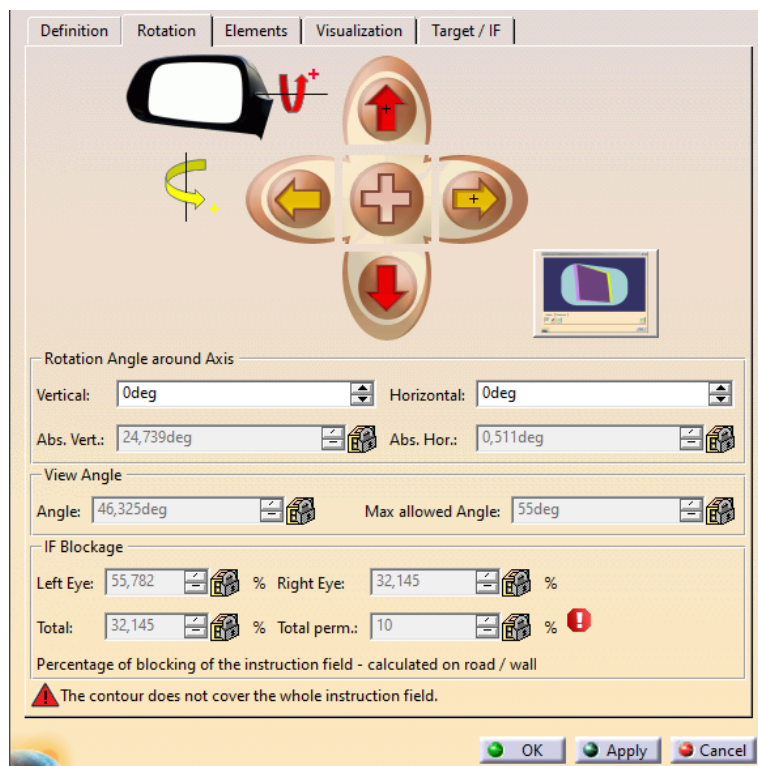 Definition Rotation Elements Visualization Target / IF
Rotation Angle around Axis
Vertical: 0deg Horizontal: 0deg
Abs. Vert.: 24,739deg Abs. Hor.: 0,511deg
View Angle
Angle: 46,325deg Max allowed Angle: 55deg
IF Blockage
Left Eye: 55,782 % Right Eye: 32,145 %
Total: 32,145 % Total perm.: 10 %
Percentage of blocking of the instruction field - calculated on road / wall
The contour does not cover the whole instruction field.
OK Apply Cancel